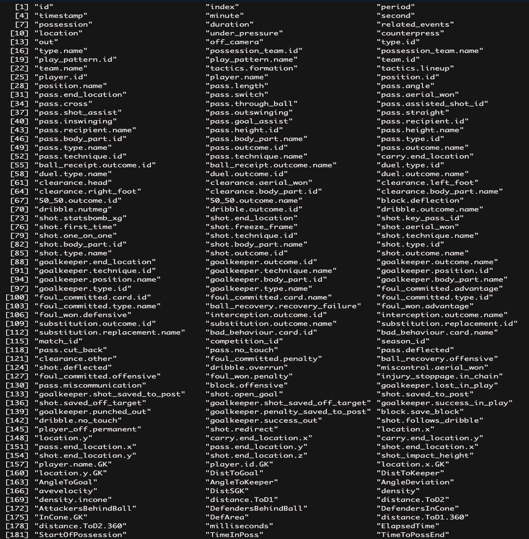 [1] "id" "index" "period"
[4] "timestamp" "minute" "second"
[7] "possession" "duration" "related_events"
[10] "location" "under_pressure" "counterpress"
[13] "out" "off_camera" "type.id"
[16] "type.name" "possession_team.id" "possession_team.name"
[19] "play_pattern.id" "play_pattern.name" "team.id"
[22] "team.name" "tactics.formation" "tactics.lineup"
[25] "player.id" "player.name" "position.id"
[28] "position.name" "pass.length" "pass.angle"
[31] "pass.end_location" "pass.switch" "pass.aerial_won"
[34] "pass.cross" "pass.through_ball" "pass.assisted_shot_id"
[37] "pass.shot_assist" "pass.outswinging" "pass.straight"
[40] "pass.inswinging" "pass.goal_assist" "pass.recipient.id"
[43] "pass.recipient.name" "pass.height.id" "pass.height.name"
[46] "pass.body_part.id" "pass.body_part.name" "pass.type.id"
[49] "pass.type.name" "pass.outcome.id" "pass.outcome.name"
[52] "pass.technique.id" "pass.technique.name" "carry.end_location"
[55] "ball_receipt.outcome.id" "ball_receipt.outcome.name" "duel.type.id"
[58] "duel.type.name" "duel.outcome.id" "duel.outcome.name"
[61] "clearance.head" "clearance.aerial_won" "clearance.left_foot"
[64] "clearance.right_foot" "clearance.body_part.id" "clearance.body_part.name"
[67] "50_50.outcome.id" "50_50.outcome.name" "block.deflection"
[70] "dribble.nutmeg" "dribble.outcome.id" "dribble.outcome.name"
[73] "shot.statsbomb_xg" "shot.end_location" "shot.key_pass_id"
[76] "shot.first_time" "shot.freeze_frame" "shot.aerial_won"
[79] "shot.one_on_one" "shot.technique.id" "shot.technique.name"
[82] "shot.body_part.id" "shot.body_part.name" "shot.type.id"
[85] "shot.type.name" "shot.outcome.id" "shot.outcome.name"
[88] "goalkeeper.end_location" "goalkeeper.outcome.id" "goalkeeper.outcome.name"
[91] "goalkeeper.technique.id" "goalkeeper.technique.name" "goalkeeper.position.id"
[94] "goalkeeper.position.name" "goalkeeper.body_part.id" "goalkeeper.body_part.name"
[97] "goalkeeper.type.id" "goalkeeper.type.name" "foul_committed.advantage"
[100] "foul_committed.card.id" "foul_committed.card.name" "foul_committed.type.id"
[103] "foul_committed.type.name" "ball_recovery.recovery_failure" "foul_won.advantage"
[106] "foul_won.defensive" "interception.outcome.id" "interception.outcome.name"
[109] "substitution.outcome.id" "substitution.outcome.name" "substitution.replacement.id"
[112] "substitution.replacement.name" "bad_behaviour.card.id" "bad_behaviour.card.name"
[115] "match_id" "competition_id" "season_id"
[118] "pass.cut_back" "pass.no_touch" "pass.deflected"
[121] "clearance.other" "foul_committed.penalty" "ball_recovery.offensive"
[124] "shot.deflected" "dribble.overrun" "miscontrol.aerial_won"
[127] "foul_committed.offensive" "foul_won.penalty" "injury_stoppage.in_chain"
[130] "pass.miscommunication" "block.offensive" "goalkeeper.lost_in_play"
[133] "goalkeeper.shot_saved_to_post" "shot.open_goal" "shot.saved_to_post"
[136] "shot.saved_off_target" "goalkeeper.shot_saved_off_target" "goalkeeper.success_in_play"
[139] "goalkeeper.punched_out" "goalkeeper.penalty_saved_to_post" "block.save_block"
[142] "dribble.no_touch" "goalkeeper.success_out" "shot.follows_dribble"
[145] "player_off.permanent" "shot.redirect" "location.x"
[148] "location.y" "carry.end_location.x" "carry.end_location.y"
[151] "pass.end_location.x" "pass.end_location.y" "shot.end_location.x"
[154] "shot.end_location.y" "shot.end_location.z" "shot_impact_height"
[157] "player.name.GK" "player.id.GK" "location.x.GK"
[160] "location.y.GK" "DistToGoal" "DistToKeeper"
[163] "AngleToGoal" "AngleToKeeper" "AngleDeviation"
[166] "avevelocity" "DistSGK" "density"
[169] "density.incone" "distance.ToD1" "distance.ToD2"
[172] "AttackersBehindBall" "DefendersBehindBall" "DefendersInCone"
[175] "InCone.GK" "DefArea" "distance.ToD1.360"
[178] "distance.ToD2.360" "milliseconds" "ElapsedTime"
[181] "StartOfPossession" "TimeInPoss" "TimeToPossEnd"